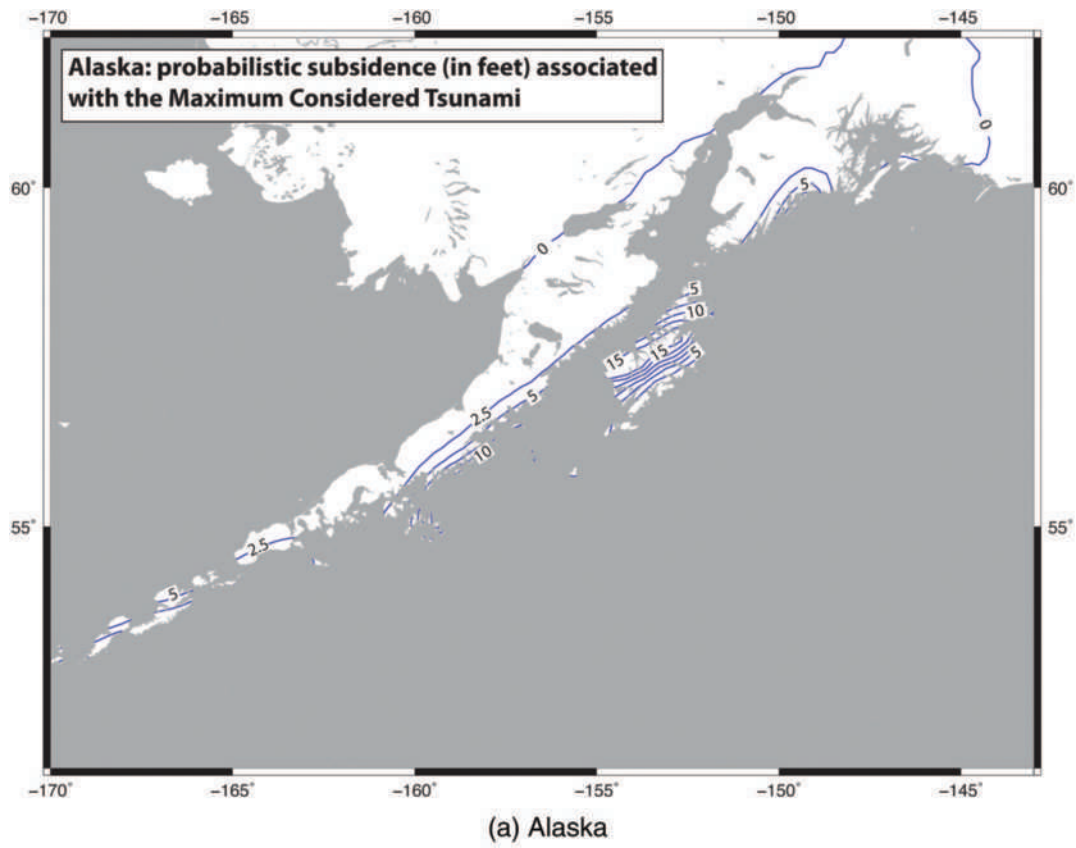 −170 −165 −160 −155 −150 −145
Alaska: probabilistic subsidence (in feet) associated
with the Maximum Considered Tsunami
0
60˚ 60˚
5
0
5
10
15 15 5
5
2.5
10
55˚ 55˚
2.5
5
−170˚ −165˚ −160˚ −155˚ −150˚ −145˚
(a) Alaska